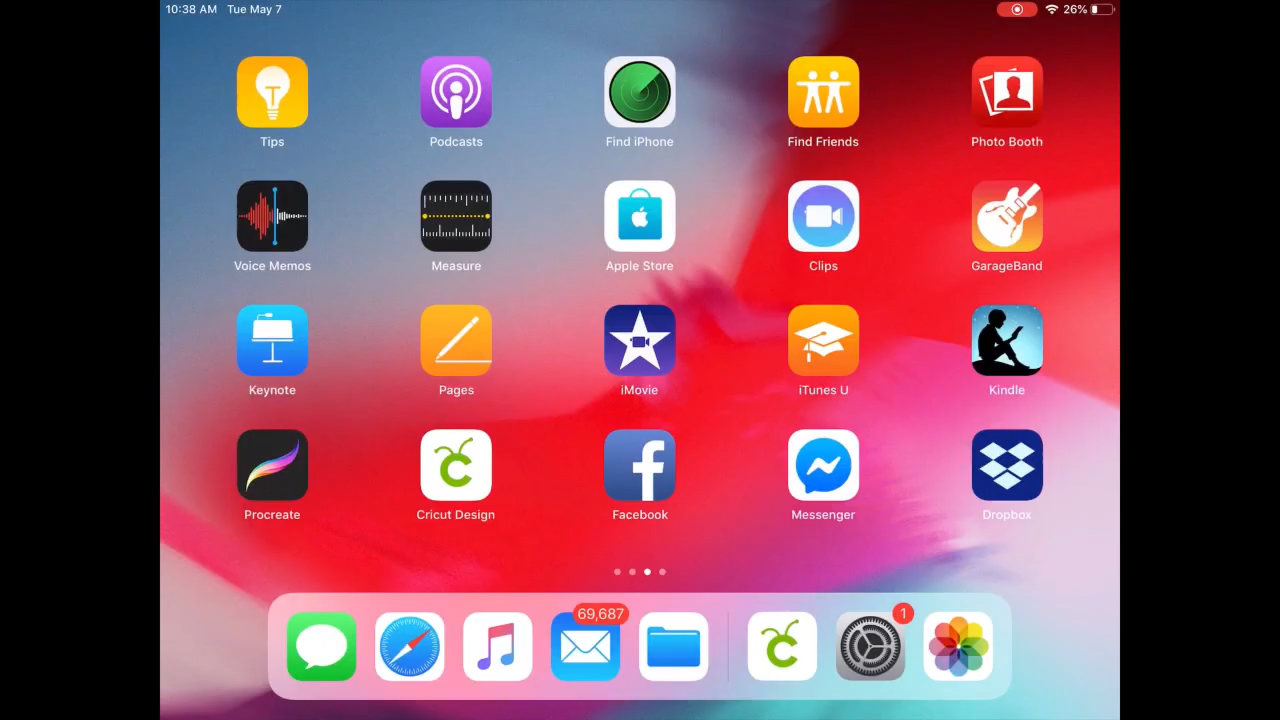 10:38 AM Tue May 7 26%
Tips Podcasts Find iPhone Find Friends Photo Booth
Voice Memos Measure Apple Store Clips GarageBand
Keynote Pages iMovie iTunes U Kindle
Procreate Cricut Design Facebook Messenger Dropbox
69,687 1